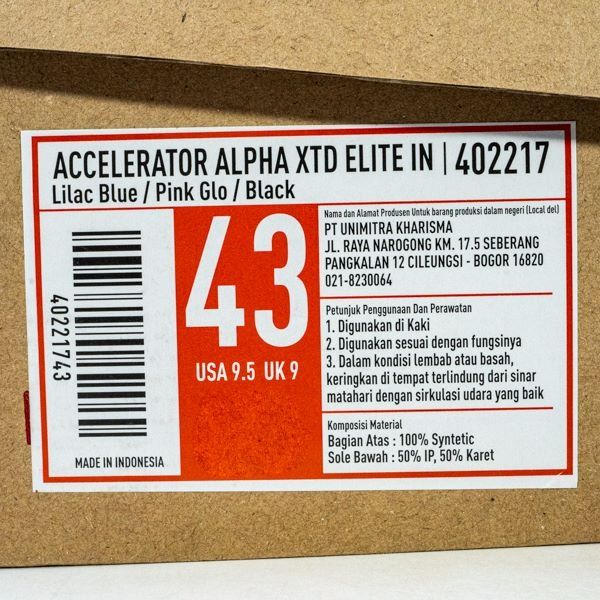 ACCELERATOR ALPHA XTD ELITE IN | 402217
Lilac Blue / Pink Glo / Black
40221743
MADE IN INDONESIA
43
USA 9.5 UK 9
Nama dan Alamat Produsen Untuk barang produksi dalam negeri (Local del)
PT UNIMITRA KHARISMA
JL. RAYA NAROGONG KM. 17.5 SEBERANG
PANGKALAN 12 CILEUNGSI - BOGOR 16820
021-8230064
Petunjuk Penggunaan Dan Perawatan
1. Digunakan di Kaki
2. Digunakan sesuai dengan fungsinya
3. Dalam kondisi lembab atau basah,
keringkan di tempat terlindung dari sinar
matahari dengan sirkulasi udara yang baik
Komposisi Material
Bagian Atas : 100% Syntetic
Sole Bawah : 50% IP, 50% Karet